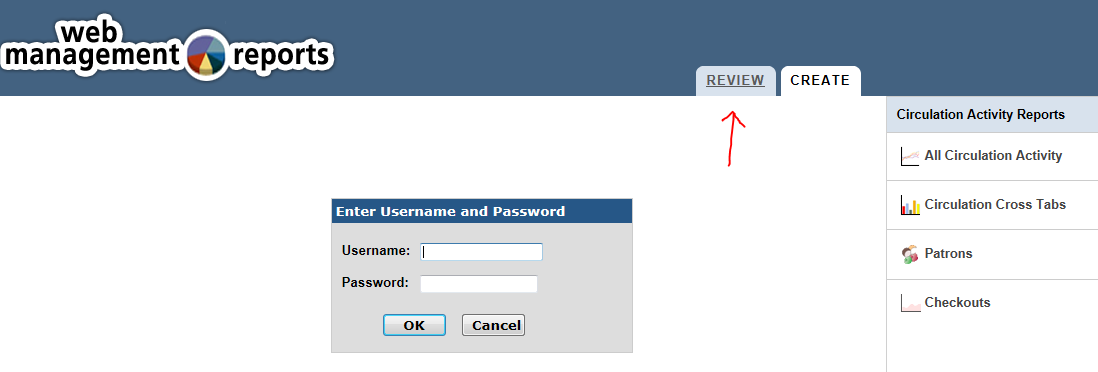 web
management reports
REVIEW
CREATE
Circulation Activity Reports
All Circulation Activity
Circulation Cross Tabs
Patrons
Checkouts
Enter Username and Password
Username:
Password:
OK
Cancel